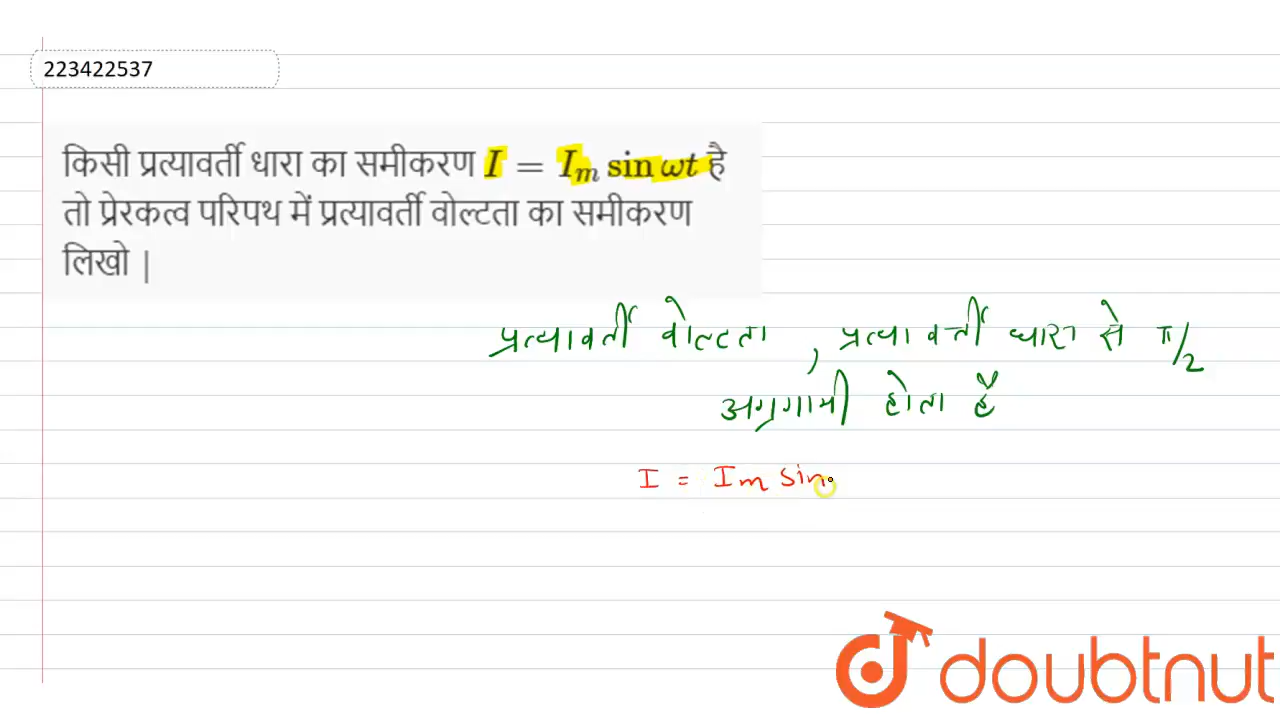 223422537
किसी प्रत्यावर्ती धारा का समीकरण I = Iₘ sin ωt है
तो प्रेरकत्व परिपथ में प्रत्यावर्ती वोल्टता का समीकरण
लिखो |
प्रत्यावर्ती वोल्टता , प्रत्यावर्ती धारा से π/2
अग्रगामी होता है
I = Im Sin
doubtnut